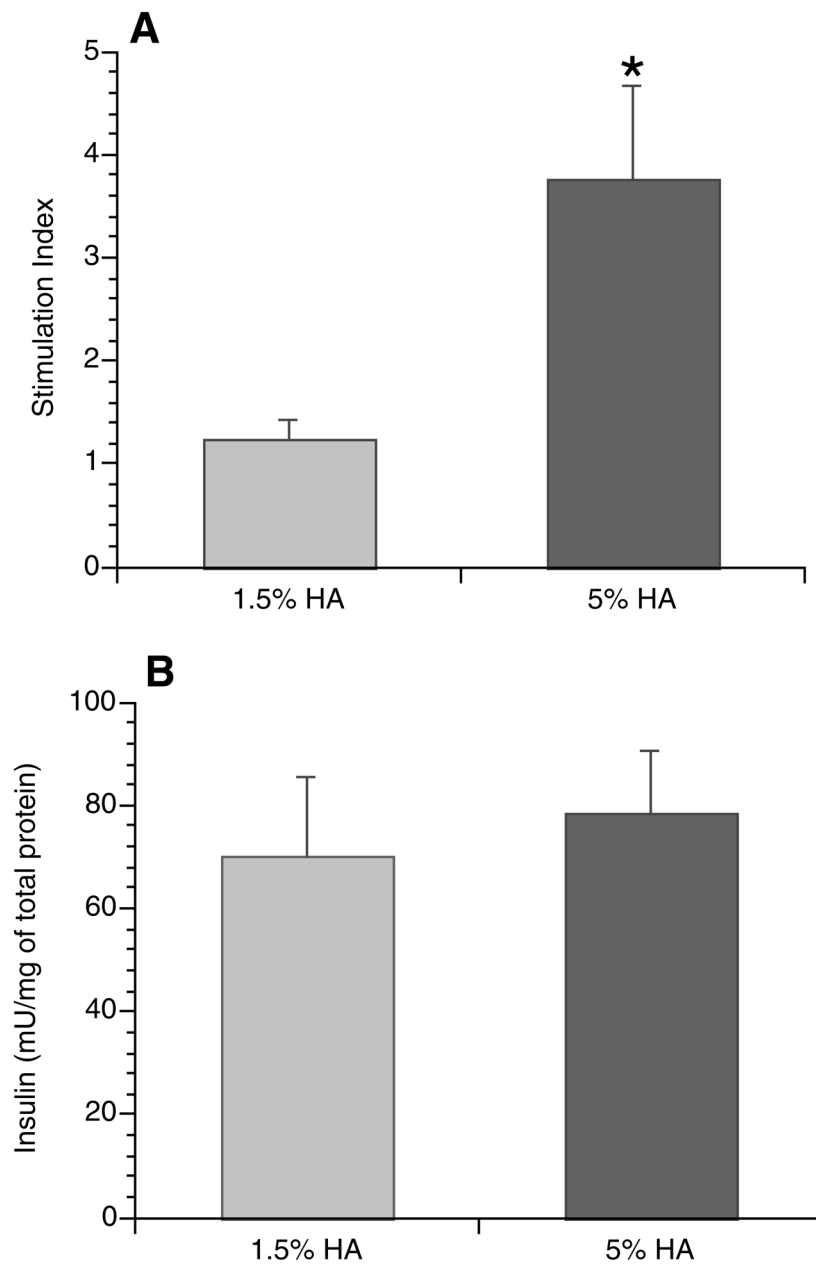 A
5
*
4
3
2
1
0
Stimulation Index
1.5% HA
5% HA
B
100
80
60
40
20
0
Insulin (mU/mg of total protein)
1.5% HA
5% HA